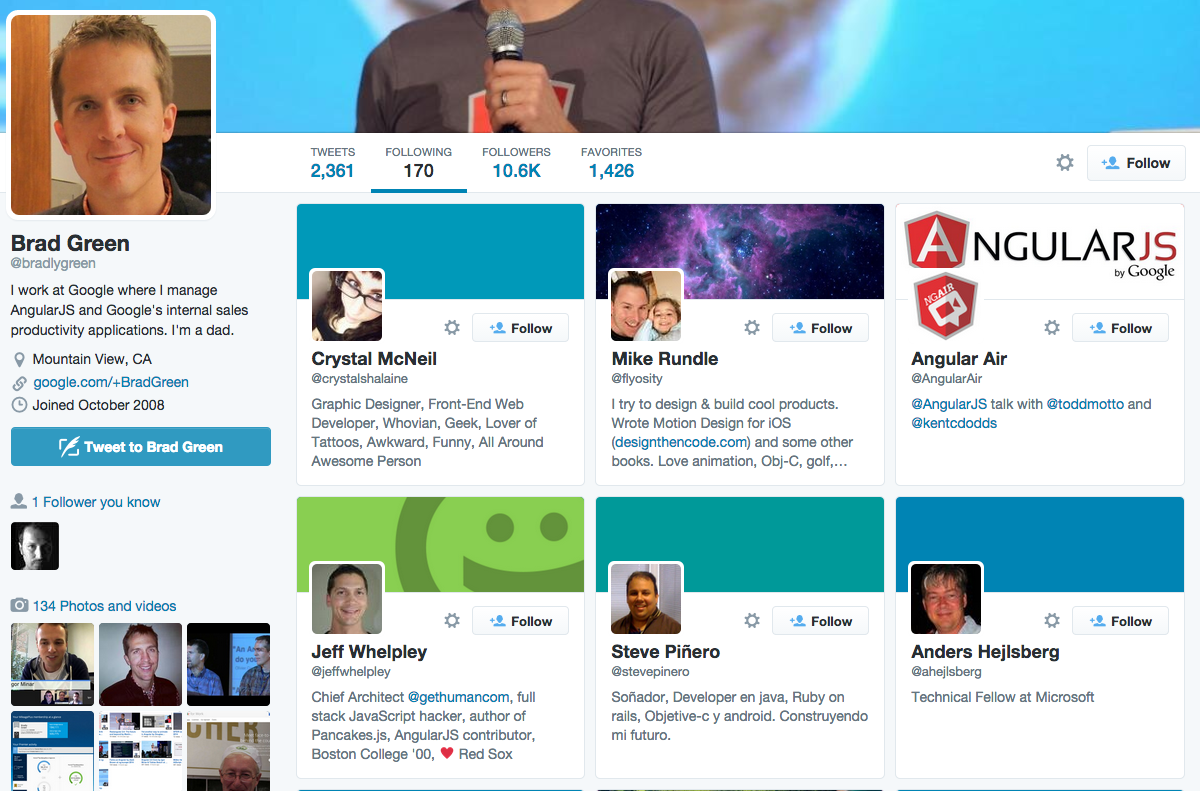 TWEETS
2,361
FOLLOWING
170
FOLLOWERS
10.6K
FAVORITES
1,426
Follow
Brad Green
@bradlygreen
I work at Google where I manage
AngularJS and Google's internal sales
productivity applications. I'm a dad.
Mountain View, CA
google.com/+BradGreen
Joined October 2008
Tweet to Brad Green
1 Follower you know
134 Photos and videos
Follow
Crystal McNeil
@crystalshalaine
Graphic Designer, Front-End Web
Developer, Whovian, Geek, Lover of
Tattoos, Awkward, Funny, All Around
Awesome Person
Follow
Mike Rundle
@flyosity
I try to design & build cool products.
Wrote Motion Design for iOS
(designthencode.com) and some other
books. Love animation, Obj-C, golf,…
ANGULARJS
by Google
NGAIR
Follow
Angular Air
@AngularAir
@AngularJS talk with @toddmotto and
@kentcdodds
Follow
Jeff Whelpley
@jeffwhelpley
Chief Architect @gethumancom, full
stack JavaScript hacker, author of
Pancakes.js, AngularJS contributor,
Boston College '00, ♥ Red Sox
Follow
Steve Piñero
@stevepinero
Soñador, Developer en java, Ruby on
rails, Objetive-c y android. Construyendo
mi futuro.
Follow
Anders Hejlsberg
@ahejlsberg
Technical Fellow at Microsoft